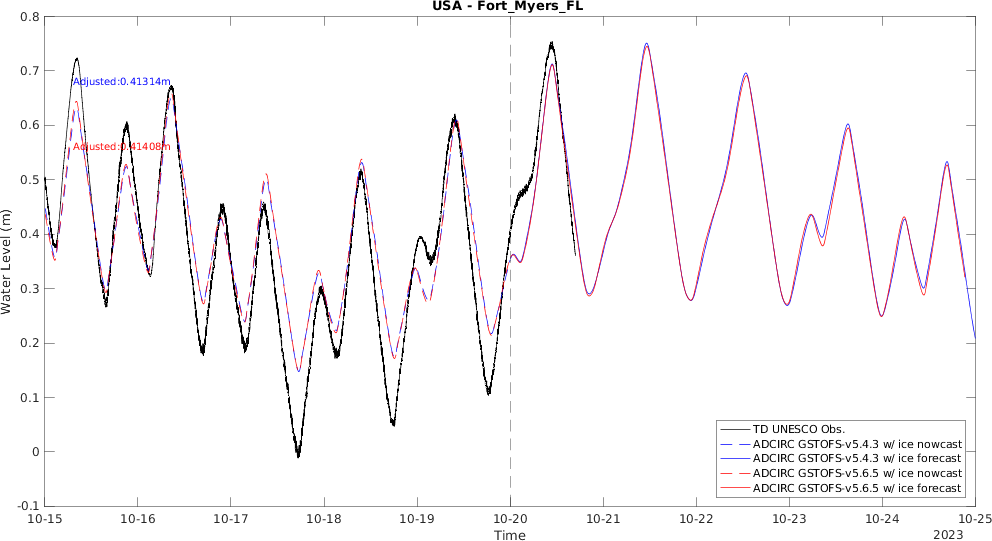 USA - Fort_Myers_FL
0.8
0.7
0.6
0.5
0.4
0.3
0.2
0.1
0
-0.1
Water Level (m)
Adjusted:0.41314m
Adjusted:0.41408m
TD UNESCO Obs.
ADCIRC GSTOFS-v5.4.3 w/ ice nowcast
ADCIRC GSTOFS-v5.4.3 w/ ice forecast
ADCIRC GSTOFS-v5.6.5 w/ ice nowcast
ADCIRC GSTOFS-v5.6.5 w/ ice forecast
10-15 10-16 10-17 10-18 10-19 10-20 10-21 10-22 10-23 10-24 10-25
Time
2023